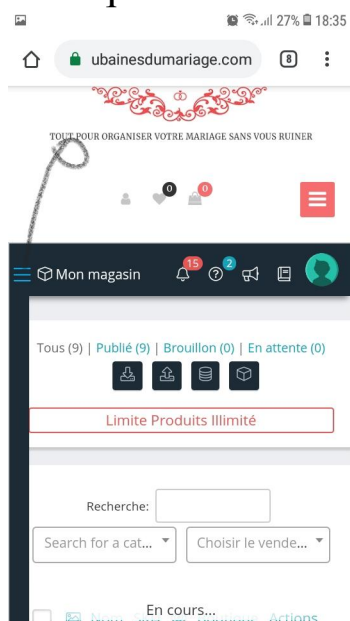 27% 18:35
ubainesdumariage.com 8
TOUT POUR ORGANISER VOTRE MARIAGE SANS VOUS RUINER
0 0
Mon magasin 15 2
Tous (9) | Publié (9) | Brouillon (0) | En attente (0)
Limite Produits Illimité
Recherche:
Search for a cat... Choisir le vende...
En cours...
Actions